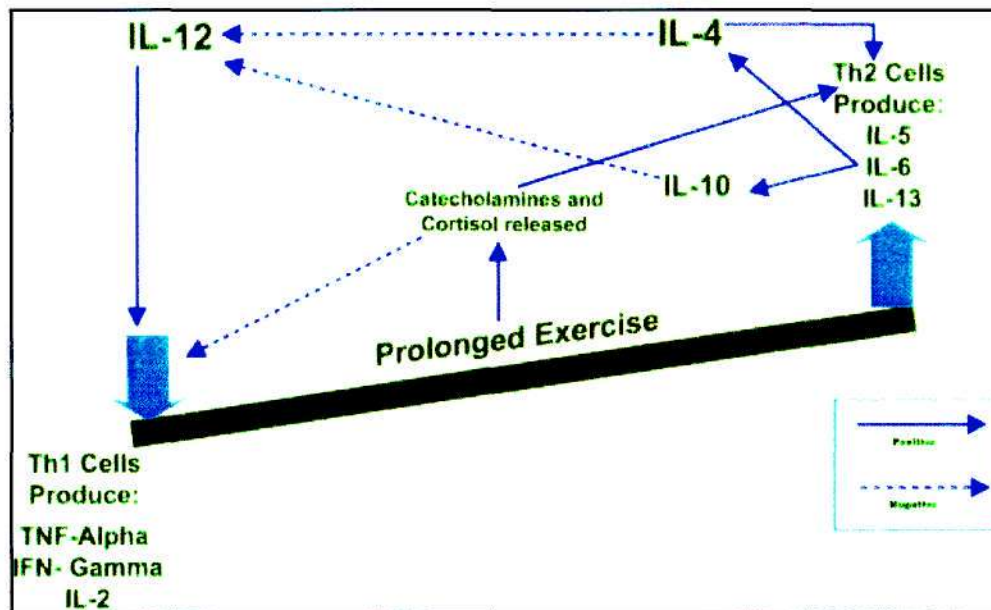 IL-12
IL-4
Th2 Cells
Produce:
IL-5
IL-6
IL-13
IL-10
Catecholamines and
Cortisol released
Prolonged Exercise
Positive
Th1 Cells
Produce:
TNF-Alpha
IFN- Gamma
IL-2